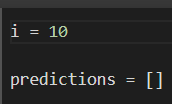 i = 10
predictions = []